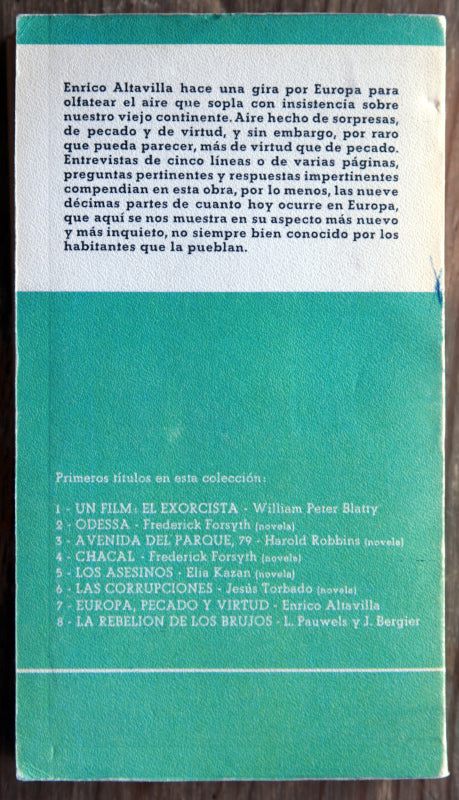 Enrico Altavilla hace una gira por Europa para
olfatear el aire que sopla con insistencia sobre
nuestro viejo continente. Aire hecho de sorpresas,
de pecado y de virtud, y sin embargo, por raro
que pueda parecer, más de virtud que de pecado.
Entrevistas de cinco líneas o de varias páginas,
preguntas pertinentes y respuestas impertinentes
compendian en esta obra, por lo menos, las nueve
décimas partes de cuanto hoy ocurre en Europa,
que aquí se nos muestra en su aspecto más nuevo
y más inquieto, no siempre bien conocido por los
habitantes que la pueblan.
Primeros títulos en esta colección:
1 - UN FILM: EL EXORCISTA - William Peter Blatty
2 - ODESSA - Frederick Forsyth (novela)
3 - AVENIDA DEL PARQUE, 79 - Harold Robbins (novela)
4 - CHACAL - Frederick Forsyth (novela)
5 - LOS ASESINOS - Elia Kazan (novela)
6 - LAS CORRUPCIONES - Jesús Torbado (novela)
7 - EUROPA, PECADO Y VIRTUD - Enrico Altavilla
8 - LA REBELION DE LOS BRUJOS - L. Pauwels y J. Bergier